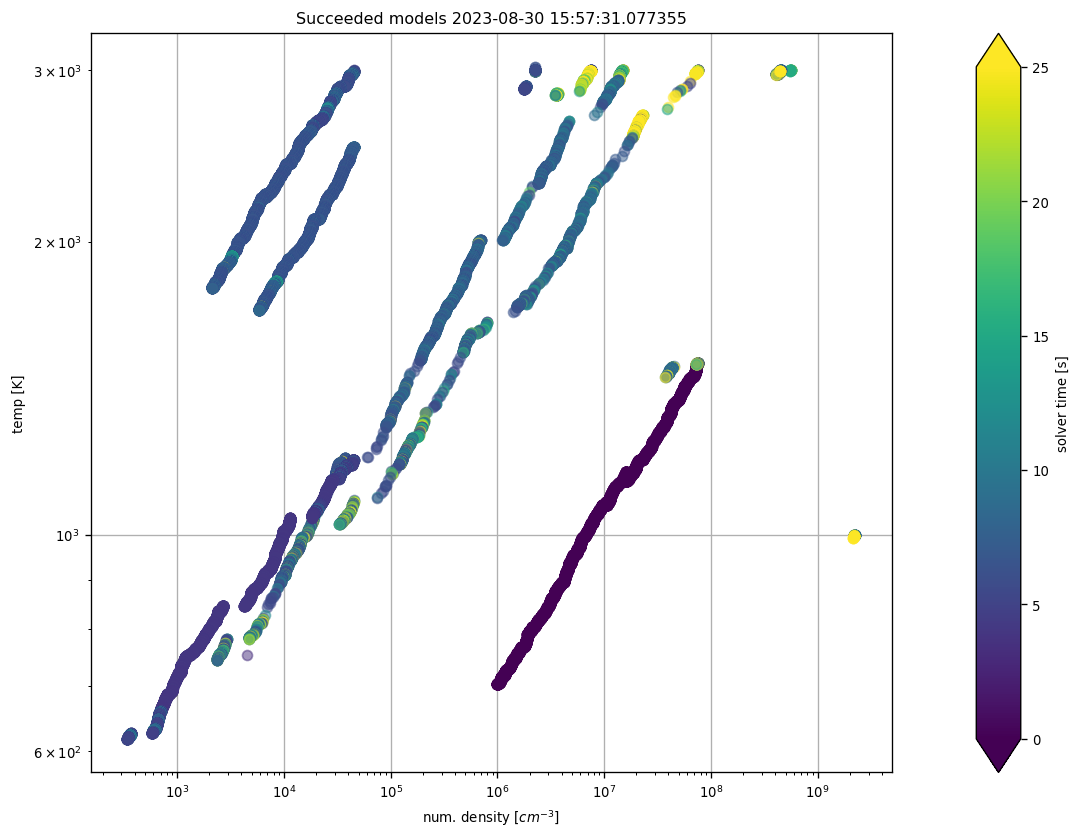 Succeeded models 2023-08-30 15:57:31.077355
3 × 10³
2 × 10³
10³
6 × 10²
temp [K]
10³ 10⁴ 10⁵ 10⁶ 10⁷ 10⁸ 10⁹
num. density [cm⁻³]
25
20
15
10
5
0
solver time [s]